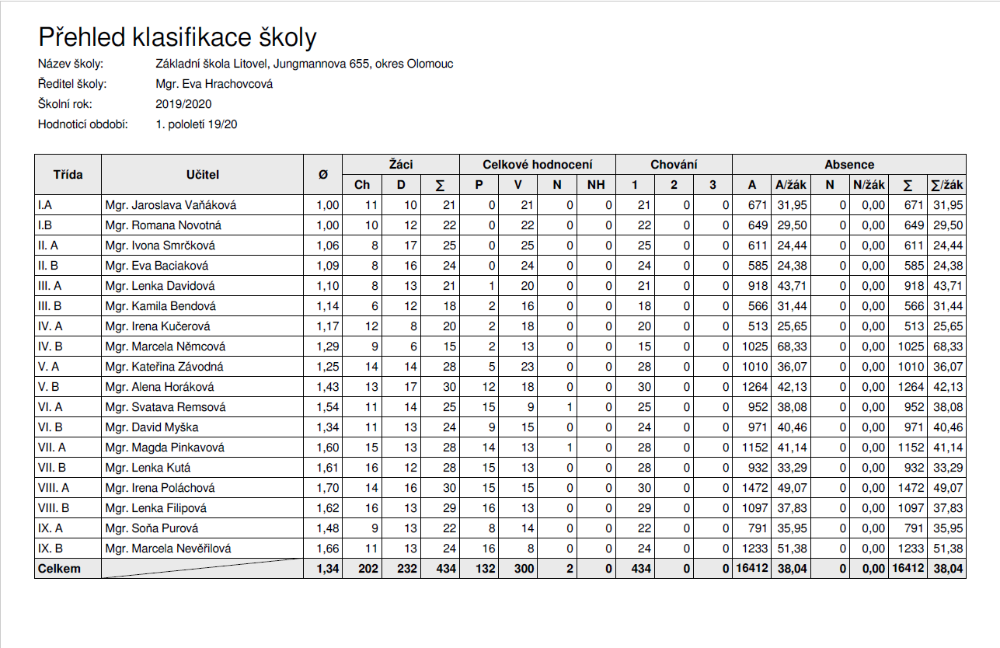 Přehled klasifikace školy
Název školy: Základní škola Litovel, Jungmannova 655, okres Olomouc
Ředitel školy: Mgr. Eva Hrachovcová
Školní rok: 2019/2020
Hodnoticí období: 1. pololetí 19/20
Třída Učitel Ø Žáci Celkové hodnocení Chování Absence
Ch D ∑ P V N NH 1 2 3 A A/žák N N/žák ∑ ∑/žák
I.A Mgr. Jaroslava Vaňáková 1,00 11 10 21 0 21 0 0 21 0 0 671 31,95 0 0,00 671 31,95
I.B Mgr. Romana Novotná 1,00 10 12 22 0 22 0 0 22 0 0 649 29,50 0 0,00 649 29,50
II. A Mgr. Ivona Smrčková 1,06 8 17 25 0 25 0 0 25 0 0 611 24,44 0 0,00 611 24,44
II. B Mgr. Eva Baciaková 1,09 8 16 24 0 24 0 0 24 0 0 585 24,38 0 0,00 585 24,38
III. A Mgr. Lenka Davidová 1,10 8 13 21 1 20 0 0 21 0 0 918 43,71 0 0,00 918 43,71
III. B Mgr. Kamila Bendová 1,14 6 12 18 2 16 0 0 18 0 0 566 31,44 0 0,00 566 31,44
IV. A Mgr. Irena Kučerová 1,17 12 8 20 2 18 0 0 20 0 0 513 25,65 0 0,00 513 25,65
IV. B Mgr. Marcela Němcová 1,29 9 6 15 2 13 0 0 15 0 0 1025 68,33 0 0,00 1025 68,33
V. A Mgr. Kateřina Závodná 1,25 14 14 28 5 23 0 0 28 0 0 1010 36,07 0 0,00 1010 36,07
V. B Mgr. Alena Horáková 1,43 13 17 30 12 18 0 0 30 0 0 1264 42,13 0 0,00 1264 42,13
VI. A Mgr. Svatava Remsová 1,54 11 14 25 15 9 1 0 25 0 0 952 38,08 0 0,00 952 38,08
VI. B Mgr. David Myška 1,34 11 13 24 9 15 0 0 24 0 0 971 40,46 0 0,00 971 40,46
VII. A Mgr. Magda Pinkavová 1,60 15 13 28 14 13 1 0 28 0 0 1152 41,14 0 0,00 1152 41,14
VII. B Mgr. Lenka Kutá 1,61 16 12 28 15 13 0 0 28 0 0 932 33,29 0 0,00 932 33,29
VIII. A Mgr. Irena Poláchová 1,70 14 16 30 15 15 0 0 30 0 0 1472 49,07 0 0,00 1472 49,07
VIII. B Mgr. Lenka Filipová 1,62 16 13 29 16 13 0 0 29 0 0 1097 37,83 0 0,00 1097 37,83
IX. A Mgr. Soňa Purová 1,48 9 13 22 8 14 0 0 22 0 0 791 35,95 0 0,00 791 35,95
IX. B Mgr. Marcela Nevěřilová 1,66 11 13 24 16 8 0 0 24 0 0 1233 51,38 0 0,00 1233 51,38
Celkem 1,34 202 232 434 132 300 2 0 434 0 0 16412 38,04 0 0,00 16412 38,04